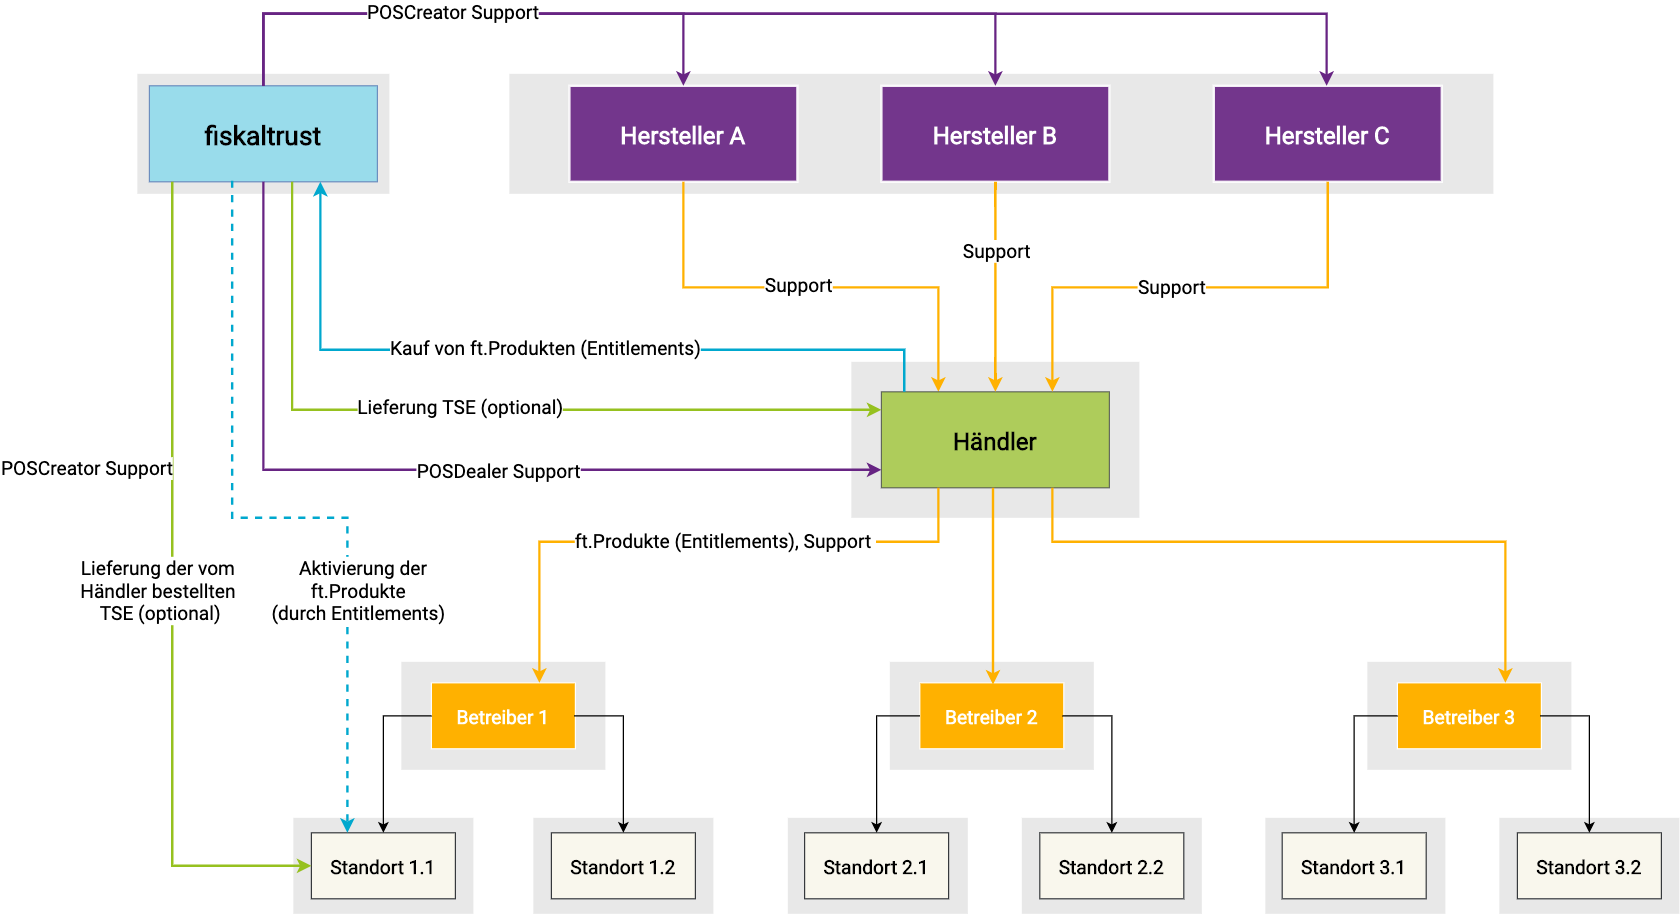 POSCreator Support
fiskaltrust
Hersteller A
Hersteller B
Hersteller C
Support
Support
Support
Kauf von ft.Produkten (Entitlements)
Lieferung TSE (optional)
Händler
POSCreator Support
POSDealer Support
ft.Produkte (Entitlements), Support
Lieferung der vom
Händler bestellten
TSE (optional)
Aktivierung der
ft.Produkte
(durch Entitlements)
Betreiber 1
Betreiber 2
Betreiber 3
Standort 1.1
Standort 1.2
Standort 2.1
Standort 2.2
Standort 3.1
Standort 3.2